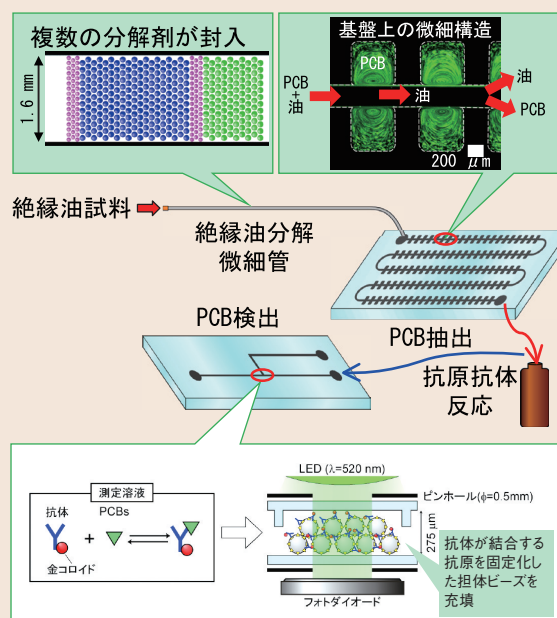 複数の分解剤が封入
1.6 mm
基盤上の微細構造
PCB
PCB
+
油
油
油
PCB
200 μm
絶縁油試料
絶縁油分解
微細管
PCB検出
PCB抽出
抗原抗体
反応
測定溶液
抗体
PCBs
+
金コロイド
LED (λ=520 nm)
ピンホール(φ=0.5mm)
275 μm
抗体が結合する
抗原を固定化し
た担体ビーズを
充填
フォトダイオード